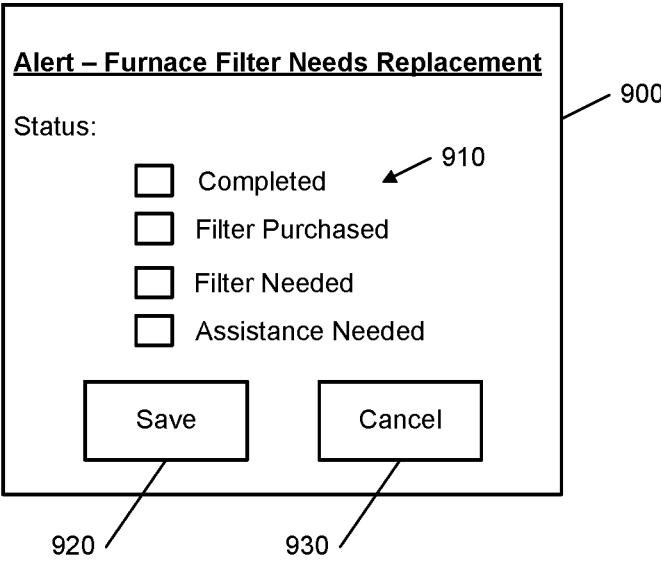 Alert – Furnace Filter Needs Replacement
900
Status:
910
Completed
Filter Purchased
Filter Needed
Assistance Needed
Save
Cancel
920
930